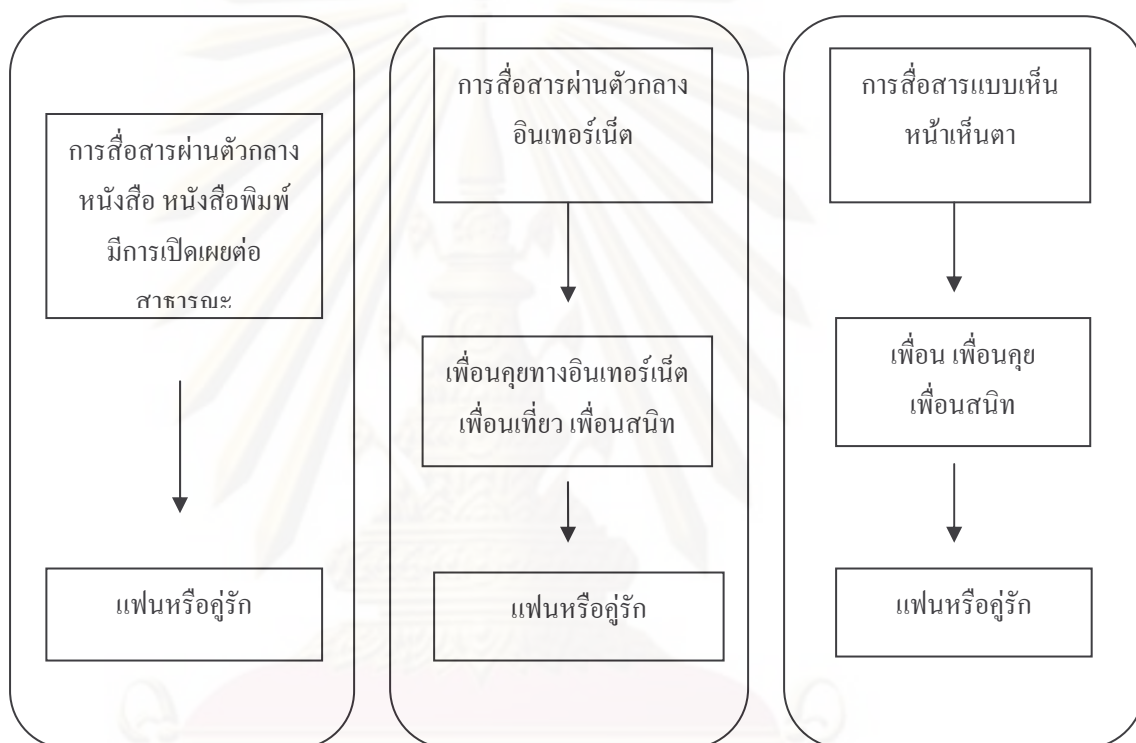 การสื่อสารผ่านตัวกลาง
หนังสือ หนังสือพิมพ์
มีการเปิดเผยต่อ
สาธารณะ
แฟนหรือคู่รัก
การสื่อสารผ่านตัวกลาง
อินเทอร์เน็ต
เพื่อนคุยทางอินเทอร์เน็ต
เพื่อนเที่ยว เพื่อนสนิท
แฟนหรือคู่รัก
การสื่อสารแบบเห็น
หน้าเห็นตา
เพื่อน เพื่อนคุย
เพื่อนสนิท
แฟนหรือคู่รัก